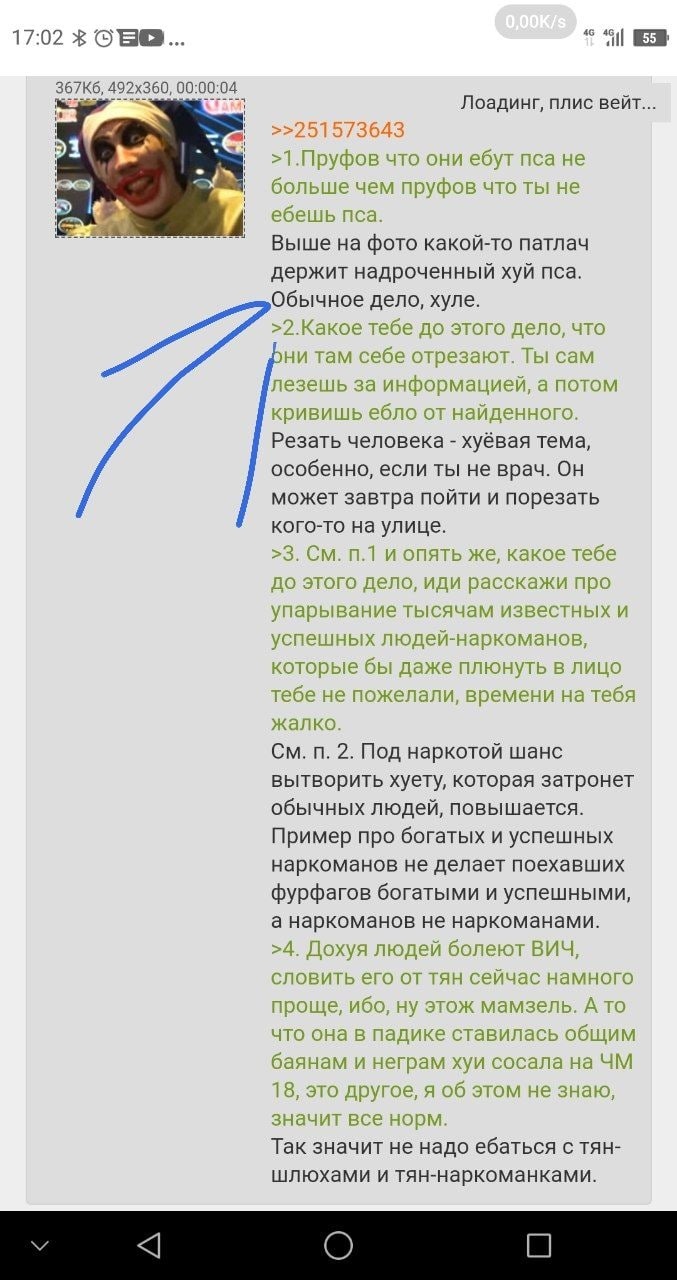 17:02
0,00K/s
4G 4G 55
367Кб, 492x360, 00:00:04
Лоадинг, плис вейт...
>>251573643
>1.Пруфов что они ебут пса не
больше чем пруфов что ты не
ебешь пса.
Выше на фото какой-то патлач
держит надроченный хуй пса.
Обычное дело, хуле.
>2.Какое тебе до этого дело, что
они там себе отрезают. Ты сам
лезешь за информацией, а потом
кривишь ебло от найденного.
Резать человека - хуёвая тема,
особенно, если ты не врач. Он
может завтра пойти и порезать
кого-то на улице.
>3. См. п.1 и опять же, какое тебе
до этого дело, иди расскажи про
упарывание тысячам известных и
успешных людей-наркоманов,
которые бы даже плюнуть в лицо
тебе не пожелали, времени на тебя
жалко.
См. п. 2. Под наркотой шанс
вытворить хуету, которая затронет
обычных людей, повышается.
Пример про богатых и успешных
наркоманов не делает поехавших
фурфагов богатыми и успешными,
а наркоманов не наркоманами.
>4. Дохуя людей болеют ВИЧ,
словить его от тян сейчас намного
проще, ибо, ну этож мамзель. А то
что она в падике ставилась общим
баянам и неграм хуи сосала на ЧМ
18, это другое, я об этом не знаю,
значит все норм.
Так значит не надо ебаться с тян-
шлюхами и тян-наркоманками.